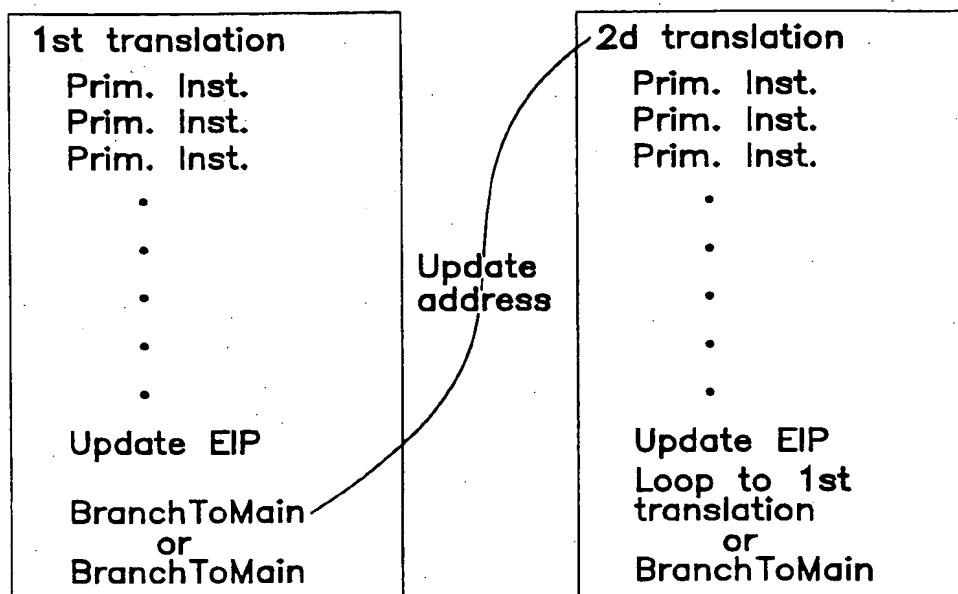 1st translation
Prim. Inst.
Prim. Inst.
Prim. Inst.
Update EIP
BranchToMain
or
BranchToMain
Update
address
2d translation
Prim. Inst.
Prim. Inst.
Prim. Inst.
Update EIP
Loop to 1st
translation
or
BranchToMain